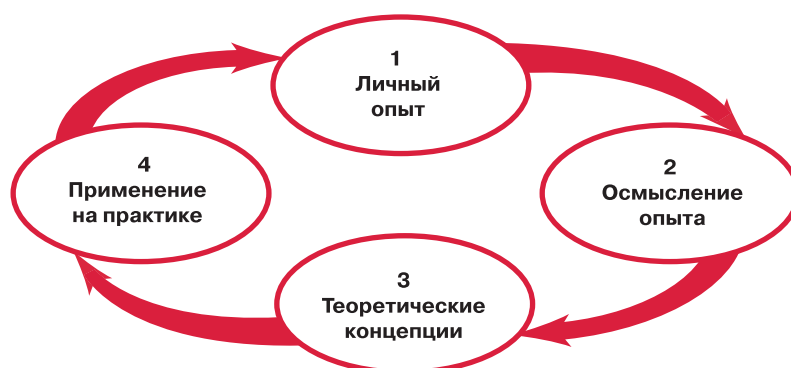 1
Личный
опыт
2
Осмысление
опыта
3
Теоретические
концепции
4
Применение
на практике